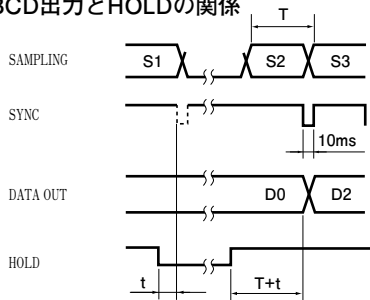 BCD出力とHOLDの関係
T
SAMPLING S1 S2 S3
SYNC
10ms
DATA OUT D0 D2
HOLD
t T+t